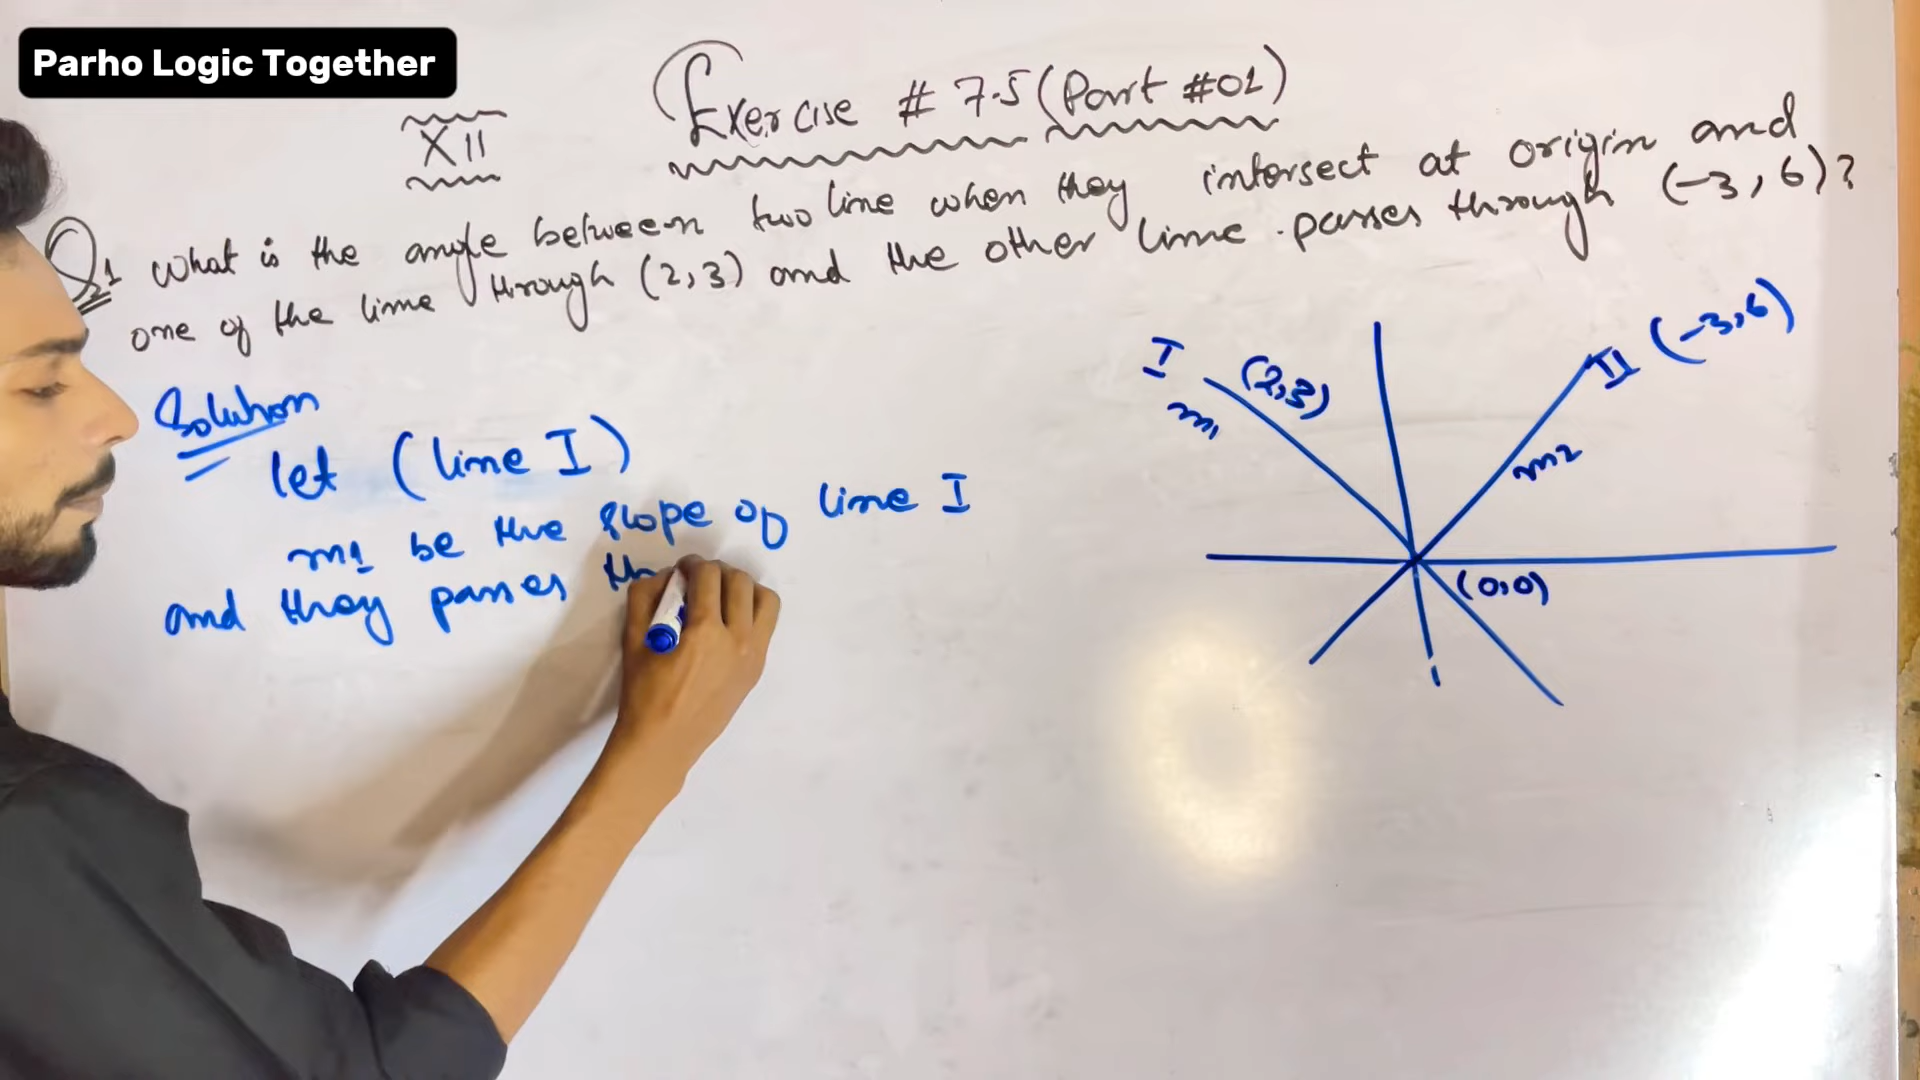 Parho Logic Together
XII
Exercise # 7.5 (Part #01)
Q1 What is the angle between two line when they intersect at origin and
one of the line through (2,3) and the other line passes through (-3,6)?
Solution
let (line I)
m1 be the slope of line I
and they passes th
I (2,3)
m1
II (-3,6)
m2
(0,0)